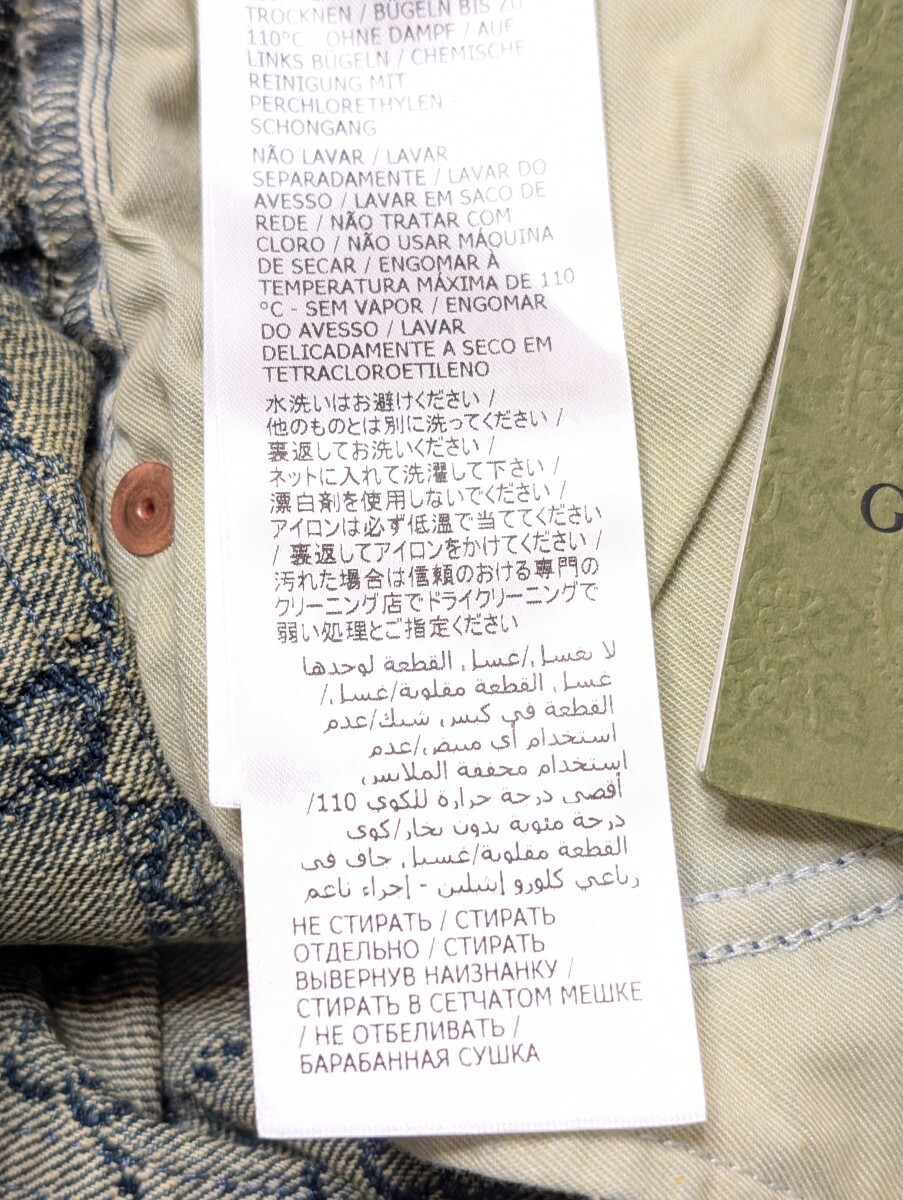 TROCKNEN / BÜGELN BIS ZU
110°C - OHNE DAMPF / AUF
LINKS BÜGELN / CHEMISCHE
REINIGUNG MIT
PERCHLORETHYLEN -
SCHONGANG
NÃO LAVAR / LAVAR
SEPARADAMENTE / LAVAR DO
AVESSO / LAVAR EM SACO DE
REDE / NÃO TRATAR COM
CLORO / NÃO USAR MÁQUINA
DE SECAR / ENGOMAR À
TEMPERATURA MÁXIMA DE 110
°C - SEM VAPOR / ENGOMAR
DO AVESSO / LAVAR
DELICADAMENTE A SECO EM
TETRACLOROETILENO
水洗いはお避けください /
他のものとは別に洗ってください /
裏返してお洗いください /
ネットに入れて洗濯して下さい /
漂白剤を使用しないでください /
アイロンは必ず低温で当ててください
/ 裏返してアイロンをかけてください /
汚れた場合は信頼のおける専門の
クリーニング店でドライクリーニングで
弱い処理とご指定ください
لا يغسل/غسل القطعة لوحدها
غسل القطعة مقلوبة/غسل/
القطعة في كيس شبك/عدم
استخدام أي مبيض/عدم
إستخدام مجففة الملابس
أقصى درجة حرارة للكوي 110/
درجة مئوية بدون بخار/كوى
القطعة مقلوبة/غسيل جاف فى
رباعي كلورو إيثيلين - إجراء ناعم
НЕ СТИРАТЬ / СТИРАТЬ
ОТДЕЛЬНО / СТИРАТЬ
ВЫВЕРНУВ НАИЗНАНКУ /
СТИРАТЬ В СЕТЧАТОМ МЕШКЕ
/ НЕ ОТБЕЛИВАТЬ /
БАРАБАННАЯ СУШКА
G